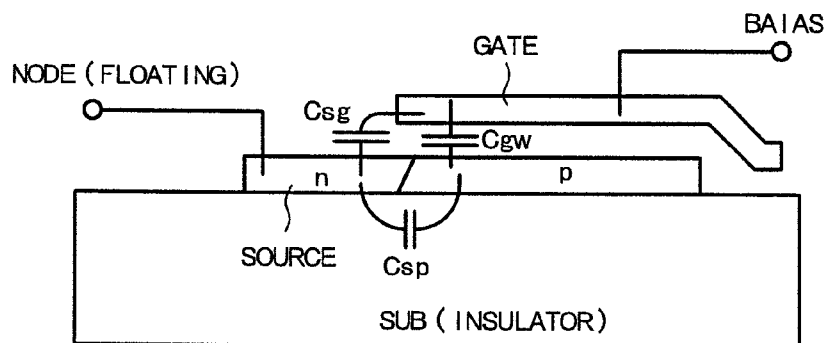 BAIAS
GATE
NODE (FLOATING)
Csg
Cgw
n
p
SOURCE
Csp
SUB (INSULATOR)